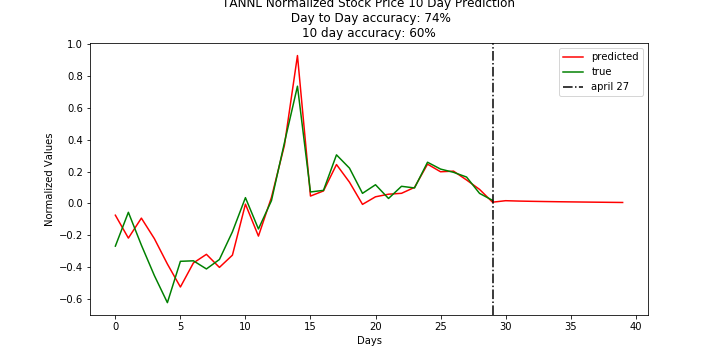 TANNL Normalized Stock Price 10 Day Prediction
Day to Day accuracy: 74%
10 day accuracy: 60%
1.0
0.8
0.6
0.4
0.2
0.0
−0.2
−0.4
−0.6
Normalized Values
predicted
true
april 27
0
5
10
15
20
25
30
35
40
Days